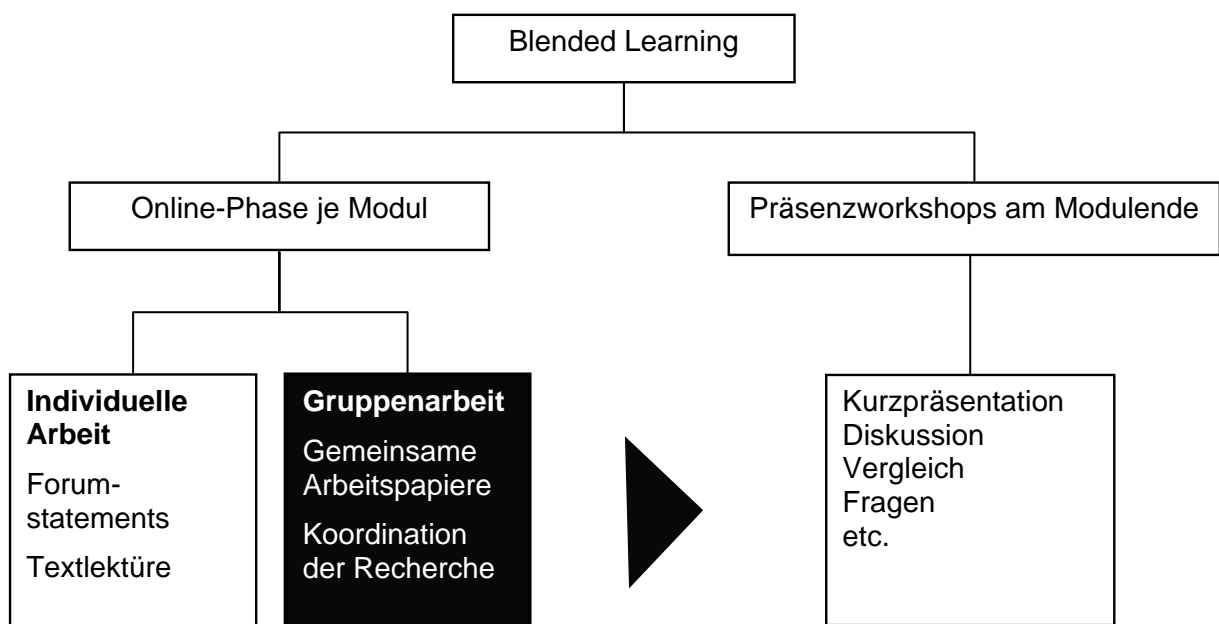 Blended Learning
Online-Phase je Modul
Präsenzworkshops am Modulende
Individuelle
Arbeit
Forum-
statements
Textlektüre
Gruppenarbeit
Gemeinsame
Arbeitspapiere
Koordination
der Recherche
Kurzpräsentation
Diskussion
Vergleich
Fragen
etc.